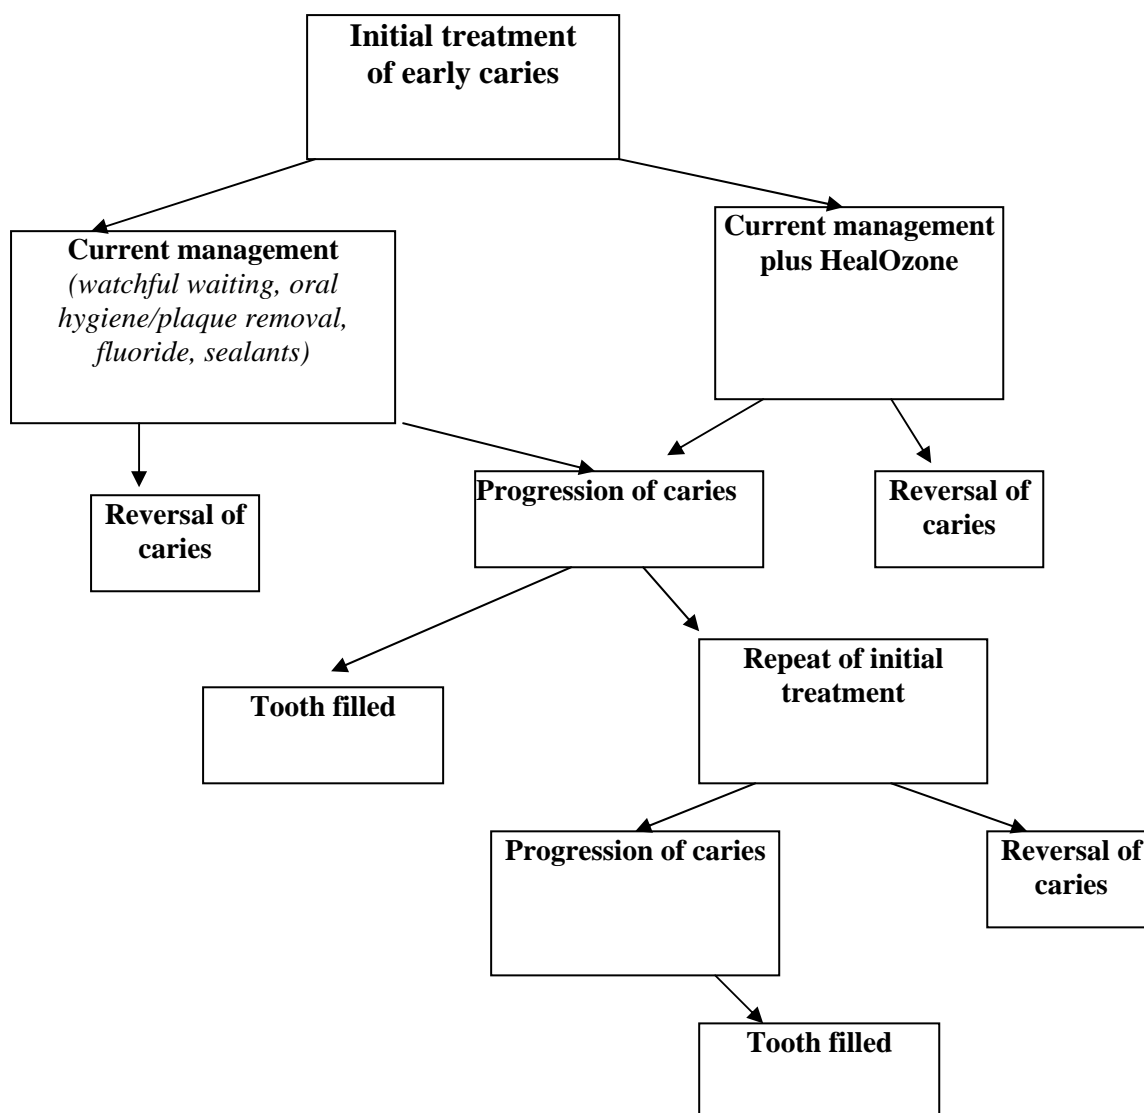 Initial treatment
of early caries
Current management
(watchful waiting, oral
hygiene/plaque removal,
fluoride, sealants)
Current management
plus HealOzone
Reversal of
caries
Progression of caries
Reversal of
caries
Tooth filled
Repeat of initial
treatment
Progression of caries
Reversal of
caries
Tooth filled